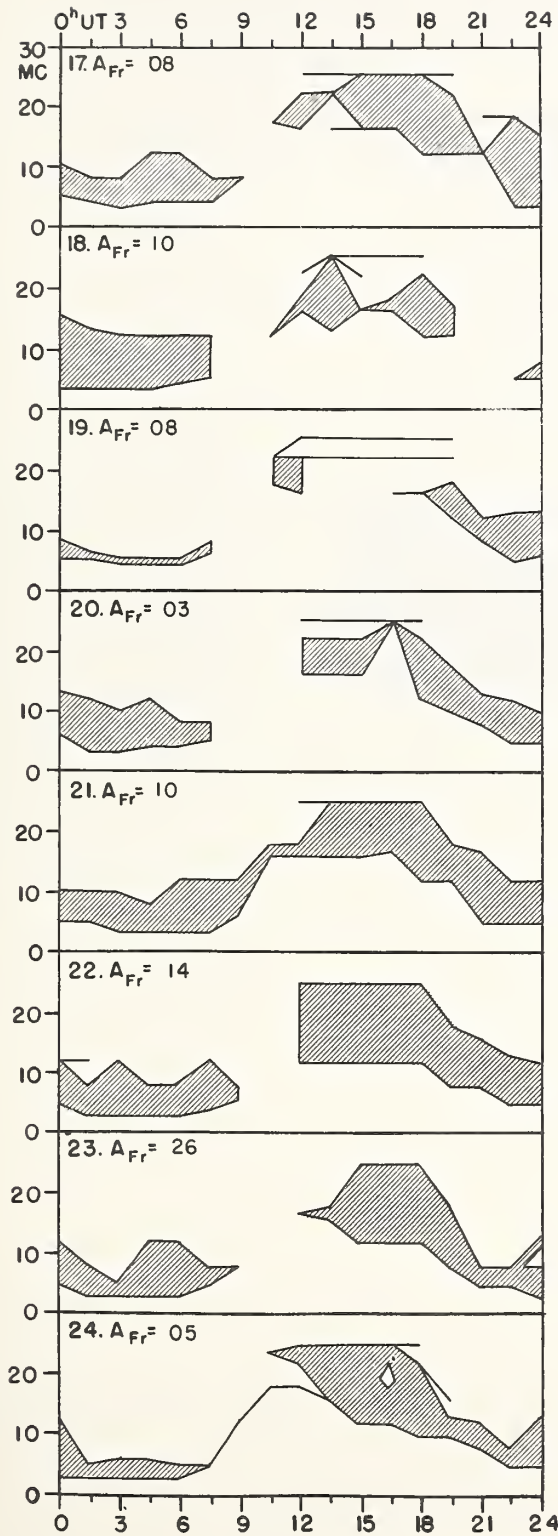 0ʰUT 3 6 9 12 15 18 21 24
30
MC
17. A_Fr = 08
20
10
0
18. A_Fr = 10
20
10
0
19. A_Fr = 08
20
10
0
20. A_Fr = 03
20
10
0
21. A_Fr = 10
20
10
0
22. A_Fr = 14
20
10
0
23. A_Fr = 26
20
10
0
24. A_Fr = 05
20
10
0
0 3 6 9 12 15 18 21 24